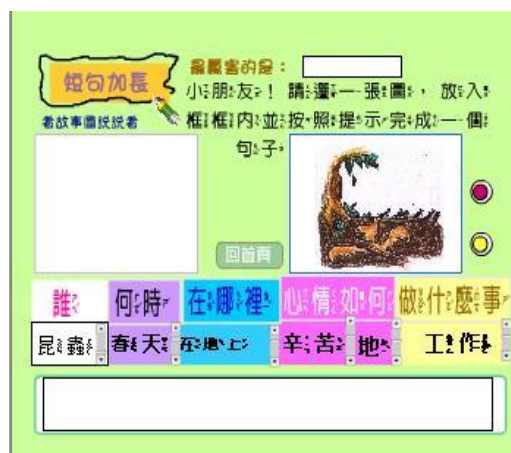 短句加長
看故事圖說說看
最厲害的是：
小朋友！ 請選一張圖， 放入
框框內並按照提示完成一個
句子。
回首頁
誰 何時 在哪裡 心情如何 做什麼事
昆蟲 春天 在地上 辛苦 地 工作